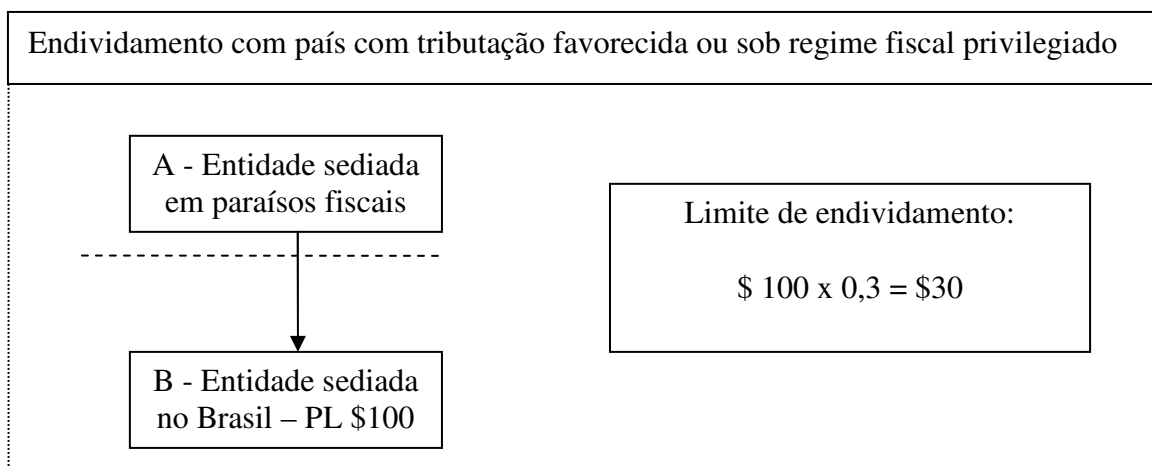 Endividamento com país com tributação favorecida ou sob regime fiscal privilegiado
A - Entidade sediada
em paraísos fiscais
Limite de endividamento:
$ 100 x 0,3 = $30
B - Entidade sediada
no Brasil – PL $100